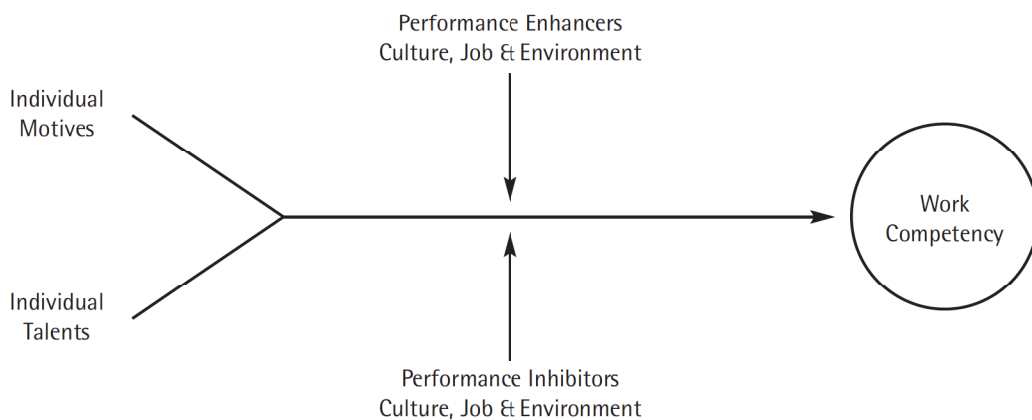 Performance Enhancers
Culture, Job & Environment
Individual
Motives
Work
Competency
Individual
Talents
Performance Inhibitors
Culture, Job & Environment